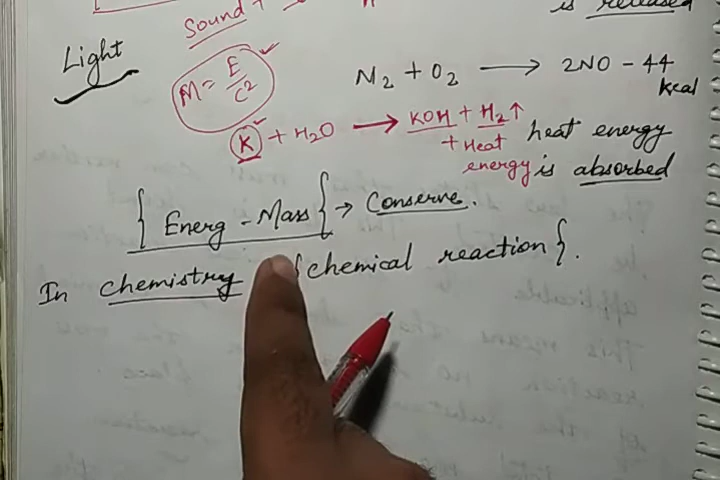 Sound
is released
Light
M = E/C²
N₂ + O₂ ⟶ 2NO - 44 Kcal
K + H₂O ⟶ KOH + H₂↑
+ Heat energy
heat energy
is absorbed
{Energ - Mass} → Conserve.
In chemistry {chemical reaction}.